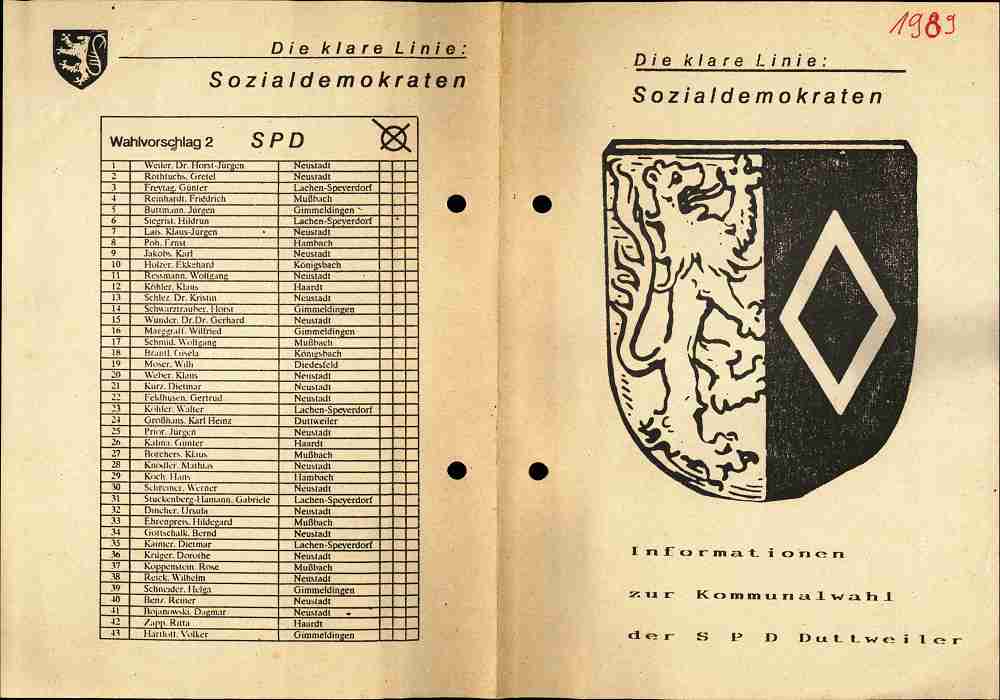 Die klare Linie:
Sozialdemokraten
Wahlvorschlag 2 SPD
1 Weiler, Dr. Horst-Jürgen Neustadt
2 Rothfuchs, Gretel Neustadt
3 Freytag, Günter Lachen-Speyerdorf
4 Reinhardt, Friedrich Mußbach
5 Buttmann, Jürgen Gimmeldingen
6 Siegrist, Hildrun Lachen-Speyerdorf
7 Lais, Klaus-Jürgen Neustadt
8 Poh, Ernst Hambach
9 Jakobs, Karl Neustadt
10 Holzer, Ekkehard Königsbach
11 Ressmann, Wolfgang Neustadt
12 Köhler, Klaus Haardt
13 Schlez, Dr. Kristin Neustadt
14 Schwarztrauber, Horst Gimmeldingen
15 Wunder, Dr.Dr. Gerhard Neustadt
16 Marggraff, Wilfried Gimmeldingen
17 Schmid, Wolfgang Mußbach
18 Brantl, Gisela Königsbach
19 Moser, Willi Diedesfeld
20 Weber, Klaus Neustadt
21 Kurz, Dietmar Neustadt
22 Feldhusen, Gertrud Neustadt
23 Köhler, Walter Lachen-Speyerdorf
24 Großhans, Karl Heinz Duttweiler
25 Prior, Jürgen Neustadt
26 Günter Haardt
27 Borchers, Klaus Mußbach
28 Knodler, Mathias Neustadt
29 Koch, Hans Hambach
30 Schreiner, Werner Neustadt
31 Stuckenberg-Hamann, Gabriele Lachen-Speyerdorf
32 Dincher, Ursula Neustadt
33 Ehrenpreis, Hildegard Mußbach
34 Gottschalk, Bernd Neustadt
35 Dietmar Lachen-Speyerdorf
36 Krüger, Dorothe Neustadt
37 Koppenstein, Rose Mußbach
38 Reick, Wilhelm Neustadt
39 Schneider, Helga Gimmeldingen
40 Benz, Reiner Neustadt
41 Bojanowski, Dagmar Neustadt
42 Zapp, Ritta Haardt
43 Hartlott, Volker Gimmeldingen
1989
Die klare Linie:
Sozialdemokraten
Informationen
zur Kommunalwahl
der SPD Duttweiler